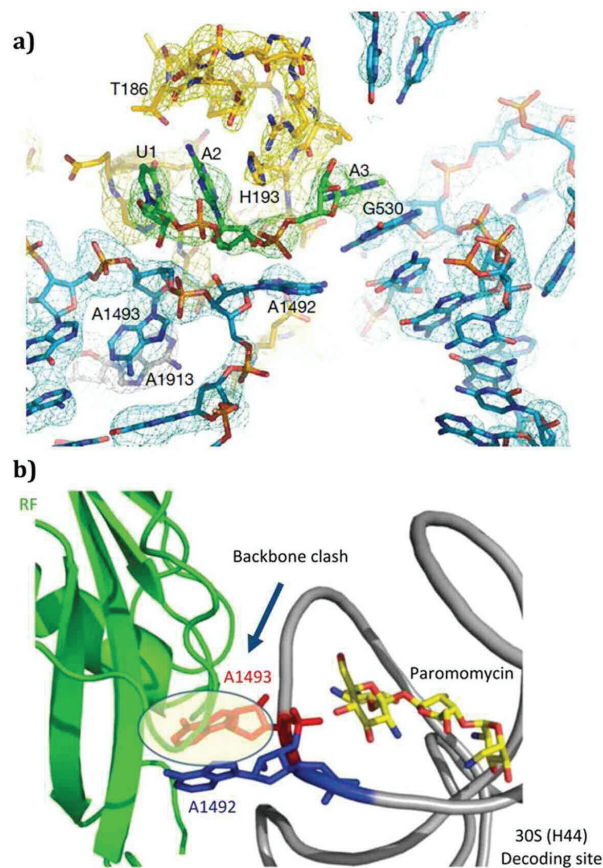 a)
T186
U1
A2
A3
H193
G530
A1493
A1492
A1913
b)
RF
Backbone clash
A1493
Paromomycin
A1492
30S (H44)
Decoding site